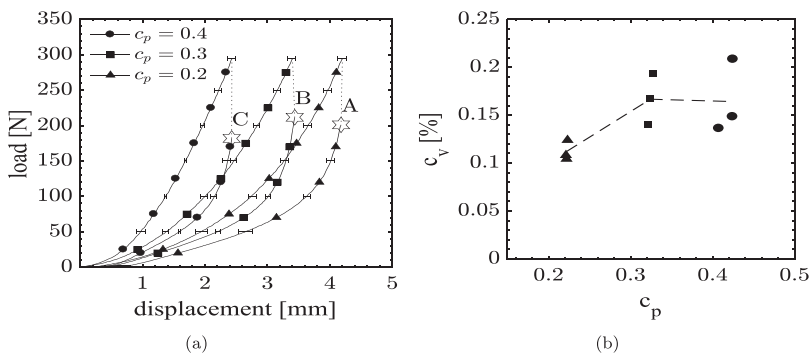 350
300
250
200
150
100
50
0
load [N]
c_p = 0.4
c_p = 0.3
c_p = 0.2
C
B
A
1
2
3
4
5
displacement [mm]
(a)
0.25
0.2
0.15
0.1
0.05
0
c_v [%]
0.2
0.3
0.4
0.5
c_p
(b)